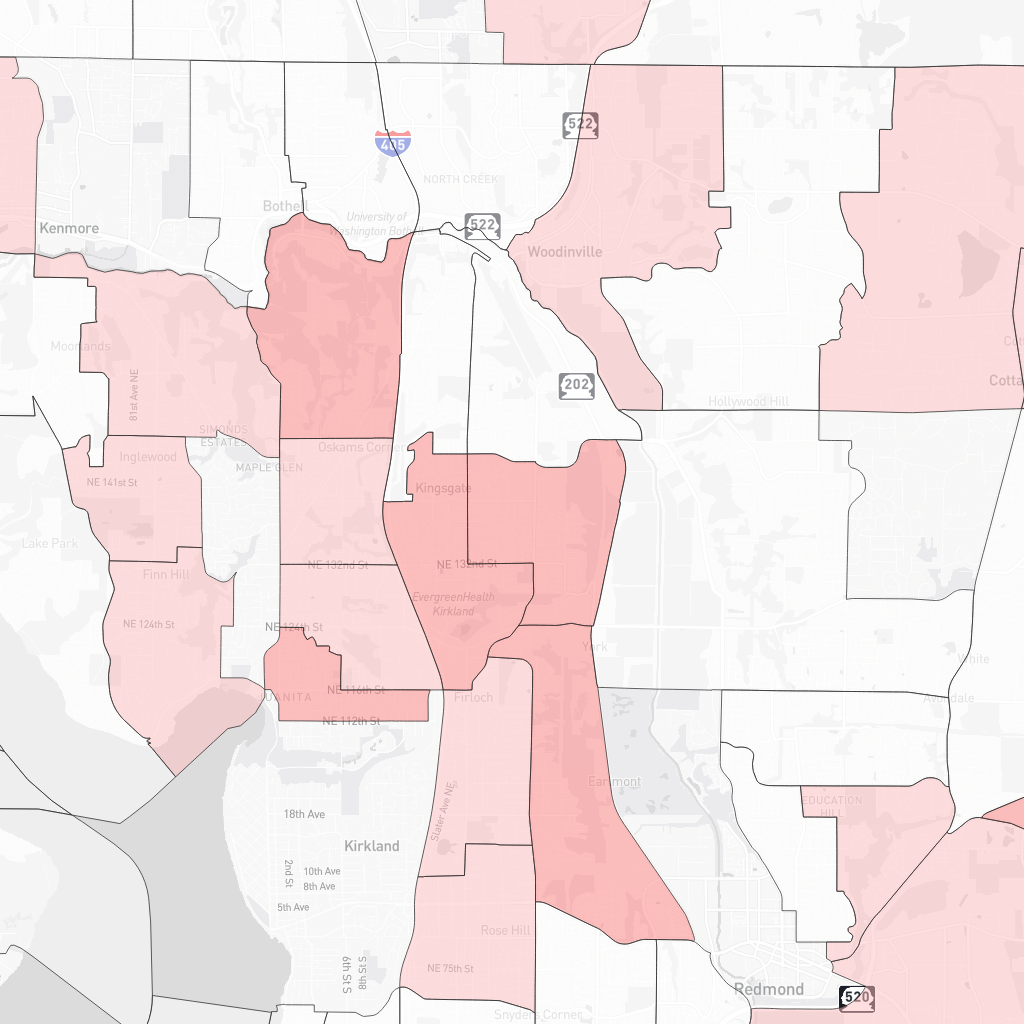 522
405
NORTH CREEK
Bothell
University of
Washington Bothell
522
Kenmore
Woodinville
Moorlands
81st Ave NE
202
Hollywood Hill
SIMONDS
ESTATES
Oskams Corner
Inglewood
MAPLE GLEN
NE 141st St
Kingsgate
Lake Park
NE 132nd St
NE 132nd St
Finn Hill
EvergreenHealth
Kirkland
NE 124th St
NE 124th St
York
White
NE 116th St
UANITA
Firloch
Avondale
NE 112th St
Earlmont
EDUCATION
HILL
Slater Ave NE
18th Ave
Kirkland
2nd St
10th Ave
8th Ave
5th Ave
Rose Hill
NE 75th St
6th St S
8th St S
Redmond
520
Snyders Corner